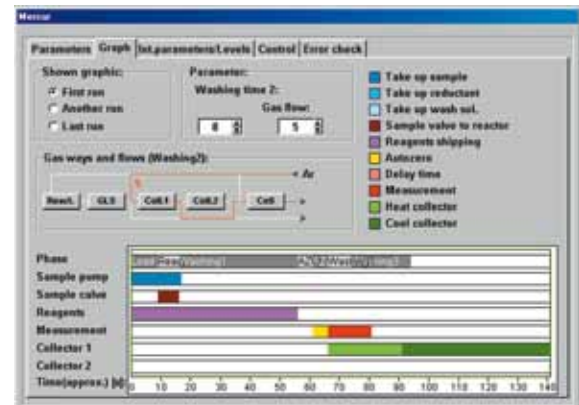 Mercur
Parameters Graph Int.parameters/Levels Control Error check
Shown graphic:
First run
Another run
Last run
Parameter:
Washing time 2:
Gas flow:
8 5
Take up sample
Take up reductant
Take up wash sol.
Sample valve to reactor
Reagents shipping
Autozero
Delay time
Measurement
Heat collector
Cool collector
Gas ways and flows (Washing2):
< Ar
React. GLS Coll.1 Coll.2 Cell >
>
Phase
Sample pump
Sample calve
Reagents
Measurement
Collector 1
Collector 2
Time(approx.) [s]: 0 10 20 30 40 50 60 70 80 90 100 110 120 130 140